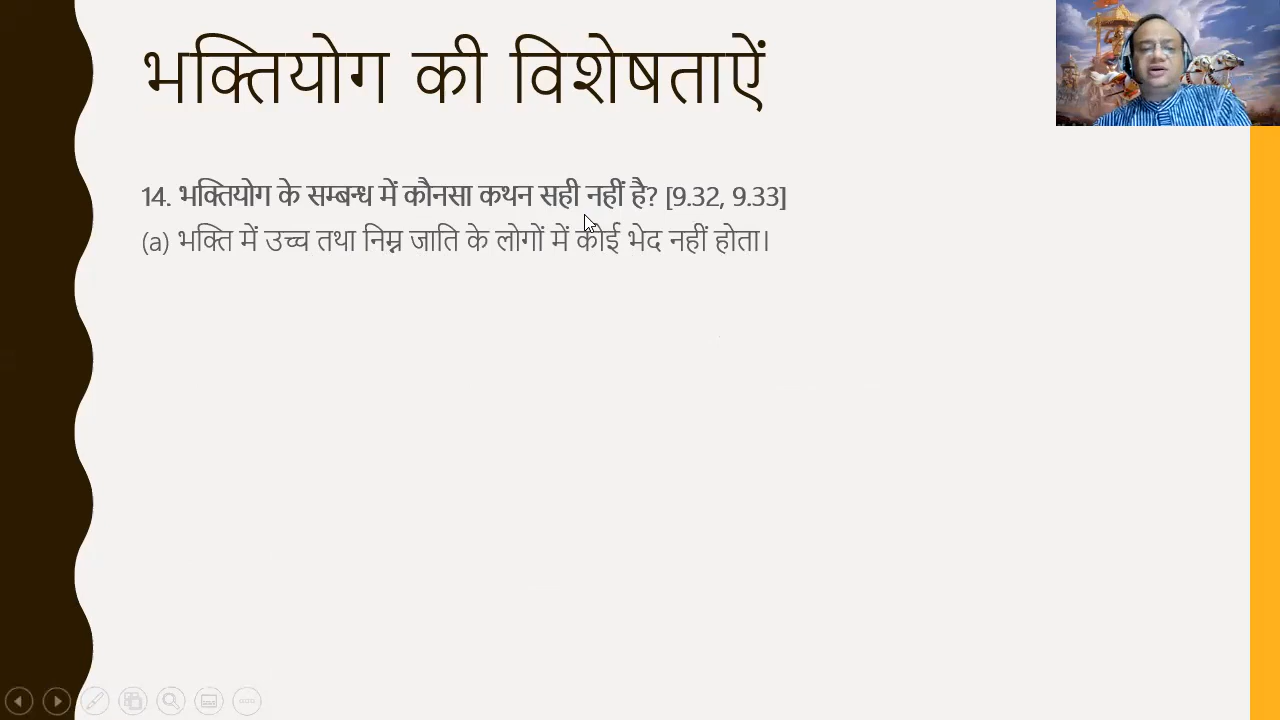 भक्तियोग की विशेषताऐं
14. भक्तियोग के सम्बन्ध में कौनसा कथन सही नहीं है? [9.32, 9.33]
(a) भक्ति में उच्च तथा निम्न जाति के लोगों में कोई भेद नहीं होता।